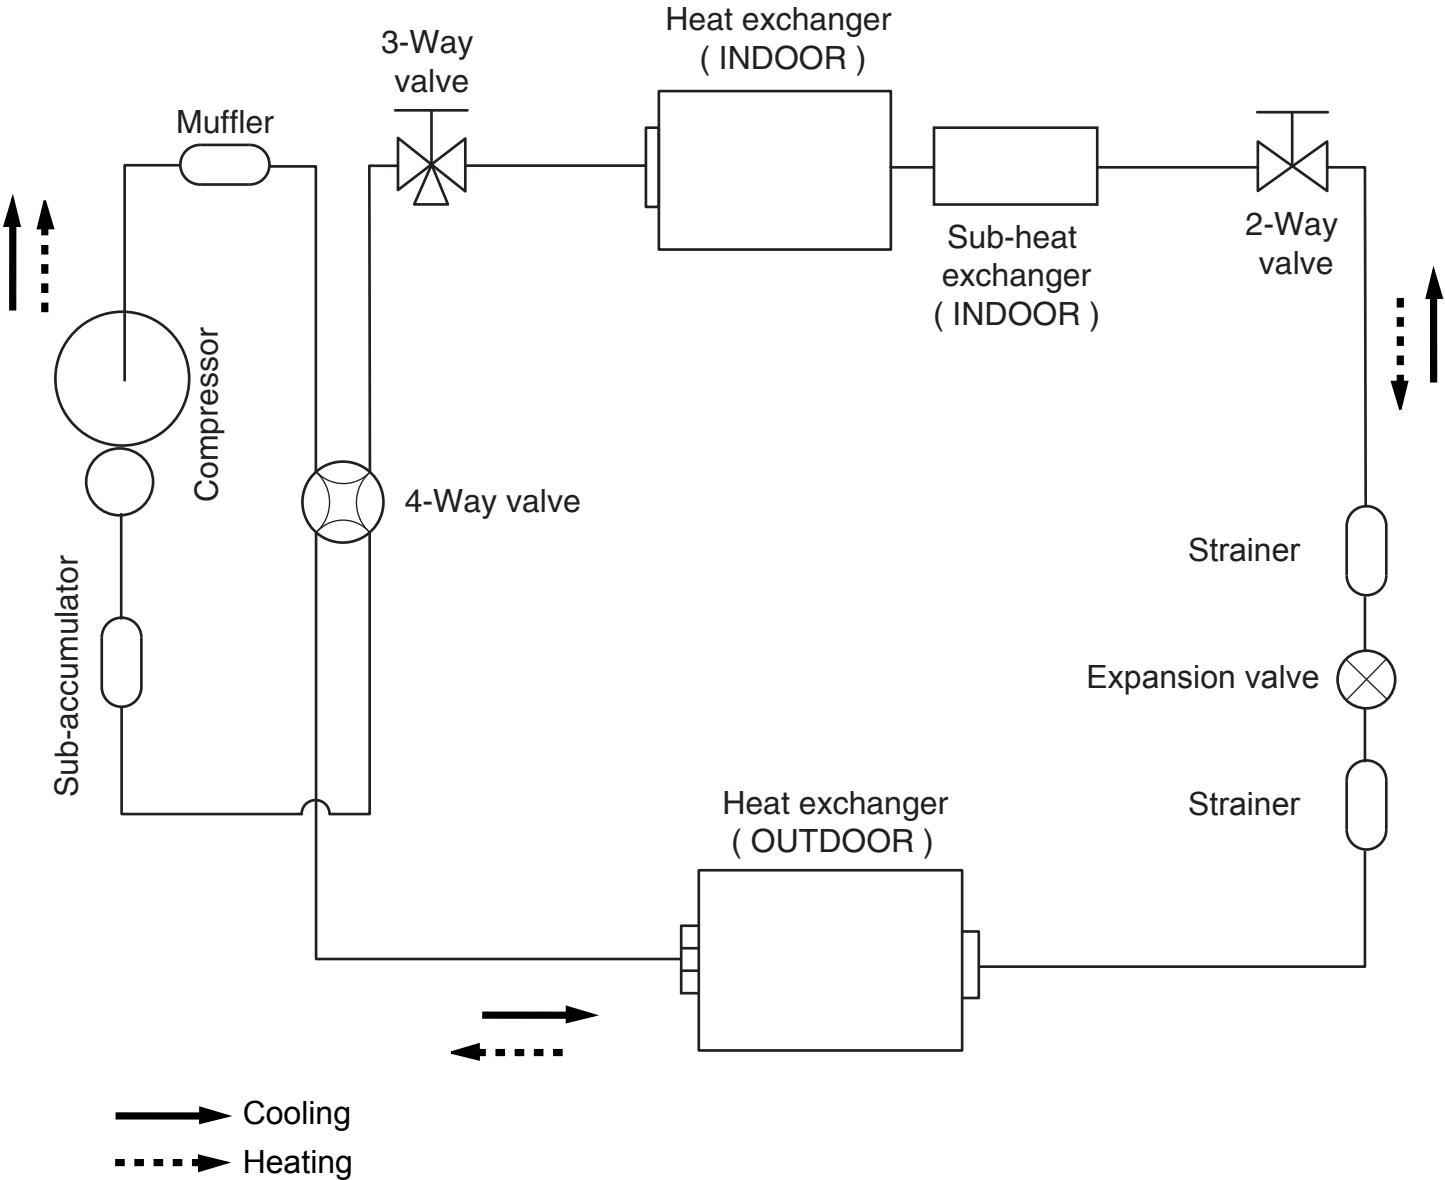 Heat exchanger
( INDOOR )
3-Way
valve
Muffler
2-Way
valve
Sub-heat
exchanger
( INDOOR )
Compressor
4-Way valve
Strainer
Sub-accumulator
Expansion valve
Strainer
Heat exchanger
( OUTDOOR )
Cooling
Heating